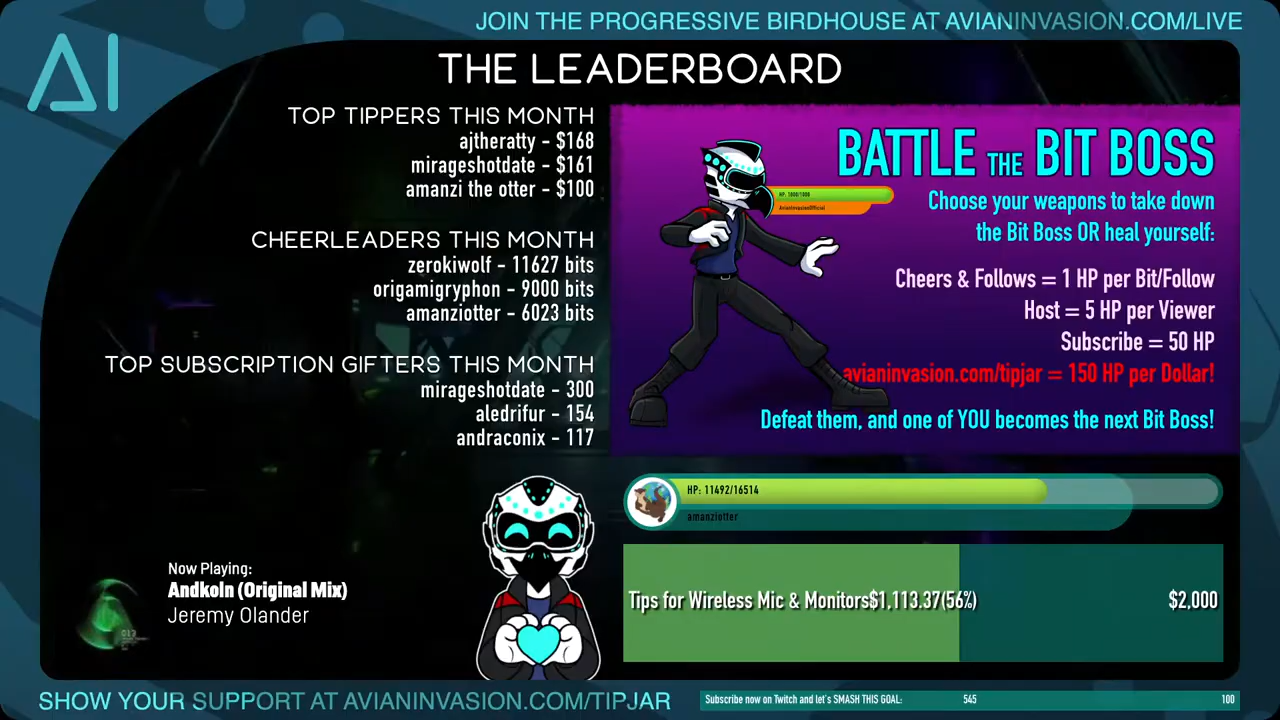 JOIN THE PROGRESSIVE BIRDHOUSE AT AVIANINVASION.COM/LIVE
AI
THE LEADERBOARD
TOP TIPPERS THIS MONTH
ajtheratty - $168
mirageshotdate - $161
amanzi the otter - $100
CHEERLEADERS THIS MONTH
zerokiwolf - 11627 bits
origamigryphon - 9000 bits
amanziotter - 6023 bits
TOP SUBSCRIPTION GIFTERS THIS MONTH
mirageshotdate - 300
aledrifur - 154
andraconix - 117
BATTLE THE BIT BOSS
HP: 1000/1000
AvianInvasionOfficial
Choose your weapons to take down
the Bit Boss OR heal yourself:
Cheers & Follows = 1 HP per Bit/Follow
Host = 5 HP per Viewer
Subscribe = 50 HP
avianinvasion.com/tipjar = 150 HP per Dollar!
Defeat them, and one of YOU becomes the next Bit Boss!
HP: 11492/16514
amanziotter
Tips for Wireless Mic & Monitors$1,113.37(56%)
$2,000
Now Playing:
Andkoln (Original Mix)
Jeremy Olander
SHOW YOUR SUPPORT AT AVIANINVASION.COM/TIPJAR
Subscribe now on Twitch and let's SMASH THIS GOAL: 545 100